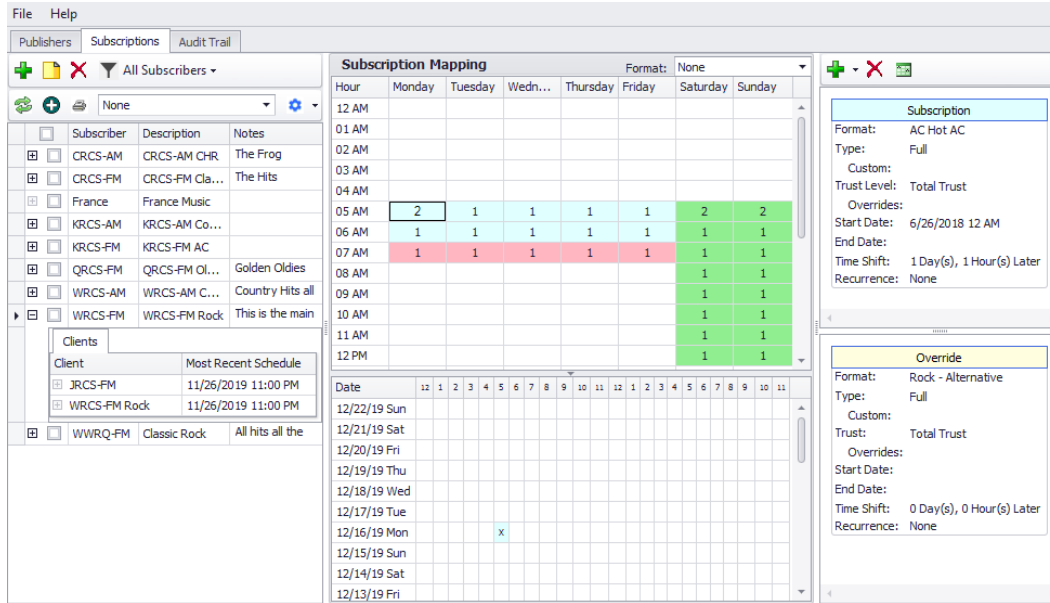 File Help
Publishers Subscriptions Audit Trail
All Subscribers
None
Subscriber Description Notes
CRCS-AM CRCS-AM CHR The Frog
CRCS-FM CRCS-FM Cla... The Hits
France France Music
KRCS-AM KRCS-AM Co...
KRCS-FM KRCS-FM AC
QRCS-FM QRCS-FM Ol... Golden Oldies
WRCS-AM WRCS-AM C... Country Hits all
WRCS-FM WRCS-FM Rock This is the main
Clients
Client Most Recent Schedule
JRCS-FM 11/26/2019 11:00 PM
WRCS-FM Rock 11/26/2019 11:00 PM
WWRQ-FM Classic Rock All hits all the
Subscription Mapping Format: None
Hour Monday Tuesday Wedn... Thursday Friday Saturday Sunday
12 AM
01 AM
02 AM
03 AM
04 AM
05 AM 2 1 1 1 1 2 2
06 AM 1 1 1 1 1 1 1
07 AM 1 1 1 1 1 1 1
08 AM 1 1
09 AM 1 1
10 AM 1 1
11 AM 1 1
12 PM 1 1
Date 12 1 2 3 4 5 6 7 8 9 10 11 12 1 2 3 4 5 6 7 8 9 10 11
12/22/19 Sun
12/21/19 Sat
12/20/19 Fri
12/19/19 Thu
12/18/19 Wed
12/17/19 Tue
12/16/19 Mon x
12/15/19 Sun
12/14/19 Sat
12/13/19 Fri
Subscription
Format: AC Hot AC
Type: Full
Custom:
Trust Level: Total Trust
Overrides:
Start Date: 6/26/2018 12 AM
End Date:
Time Shift: 1 Day(s), 1 Hour(s) Later
Recurrence: None
Override
Format: Rock - Alternative
Type: Full
Custom:
Trust: Total Trust
Overrides:
Start Date:
End Date:
Time Shift: 0 Day(s), 0 Hour(s) Later
Recurrence: None